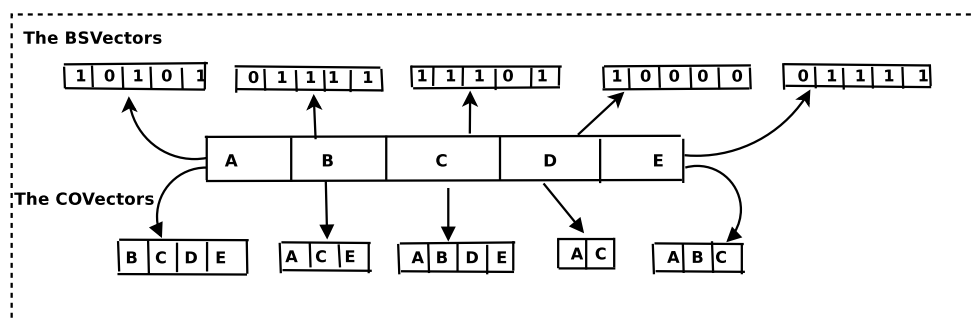 The BSVectors
1 0 1 0 1 0 1 1 1 1 1 1 1 0 1 1 0 0 0 0 0 1 1 1 1
A B C D E
The COVectors
B C D E A C E A B D E A C A B C